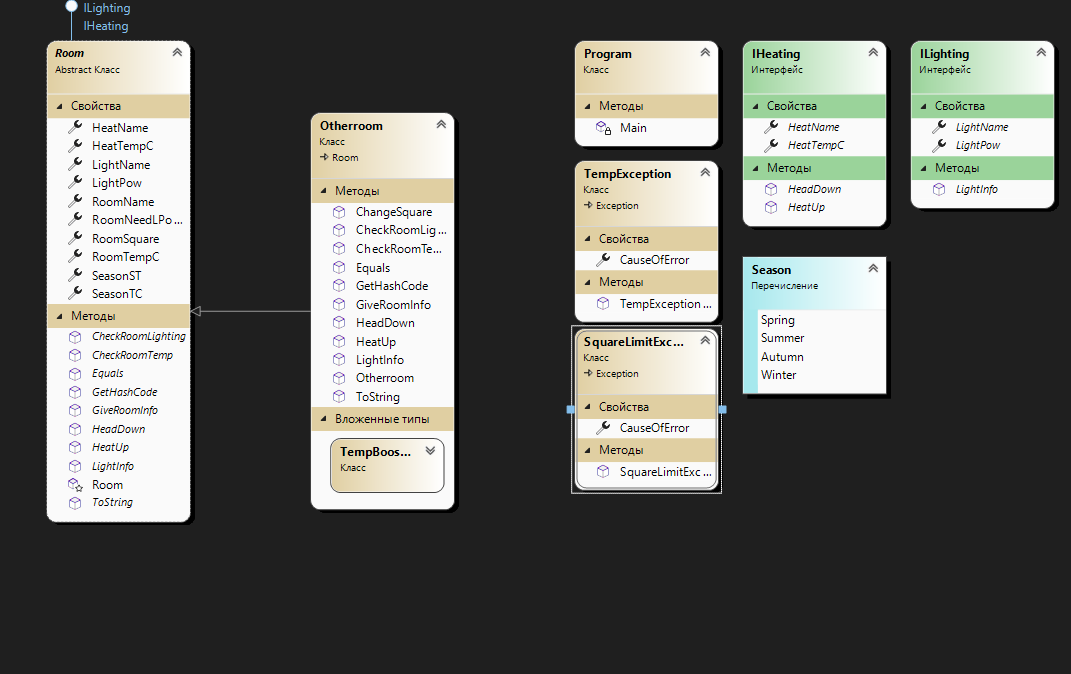 ILighting
IHeating
Room
Abstract Класс
Свойства
HeatName
HeatTempC
LightName
LightPow
RoomName
RoomNeedLPo...
RoomSquare
RoomTempC
SeasonST
SeasonTC
Методы
CheckRoomLighting
CheckRoomTemp
Equals
GetHashCode
GiveRoomInfo
HeadDown
HeatUp
LightInfo
Room
ToString
Otherroom
Класс
Room
Методы
ChangeSquare
CheckRoomLig...
CheckRoomTe...
Equals
GetHashCode
GiveRoomInfo
HeadDown
HeatUp
LightInfo
Otherroom
ToString
Вложенные типы
TempBoos...
Класс
Program
Класс
Методы
Main
TempException
Класс
Exception
Свойства
CauseOfError
Методы
TempException...
SquareLimitExc...
Класс
Exception
Свойства
CauseOfError
Методы
SquareLimitExc...
IHeating
Интерфейс
Свойства
HeatName
HeatTempC
Методы
HeadDown
HeatUp
Season
Перечисление
Spring
Summer
Autumn
Winter
ILighting
Интерфейс
Свойства
LightName
LightPow
Методы
LightInfo